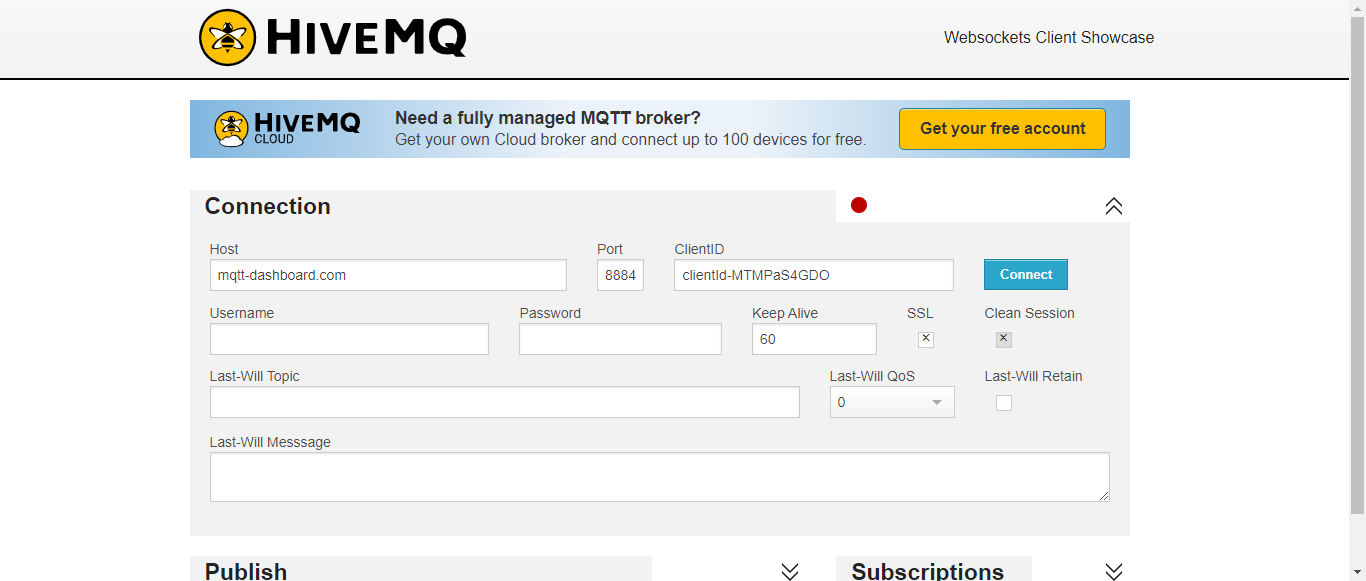 HIVEMQ
Websockets Client Showcase
HIVEMQ
CLOUD
Need a fully managed MQTT broker?
Get your own Cloud broker and connect up to 100 devices for free.
Get your free account
Connection
Host
Port
ClientID
mqtt-dashboard.com
8884
clientId-MTMPaS4GDO
Connect
Username
Password
Keep Alive
SSL
Clean Session
60
Last-Will Topic
Last-Will QoS
Last-Will Retain
0
Last-Will Messsage
Publish
Subscriptions